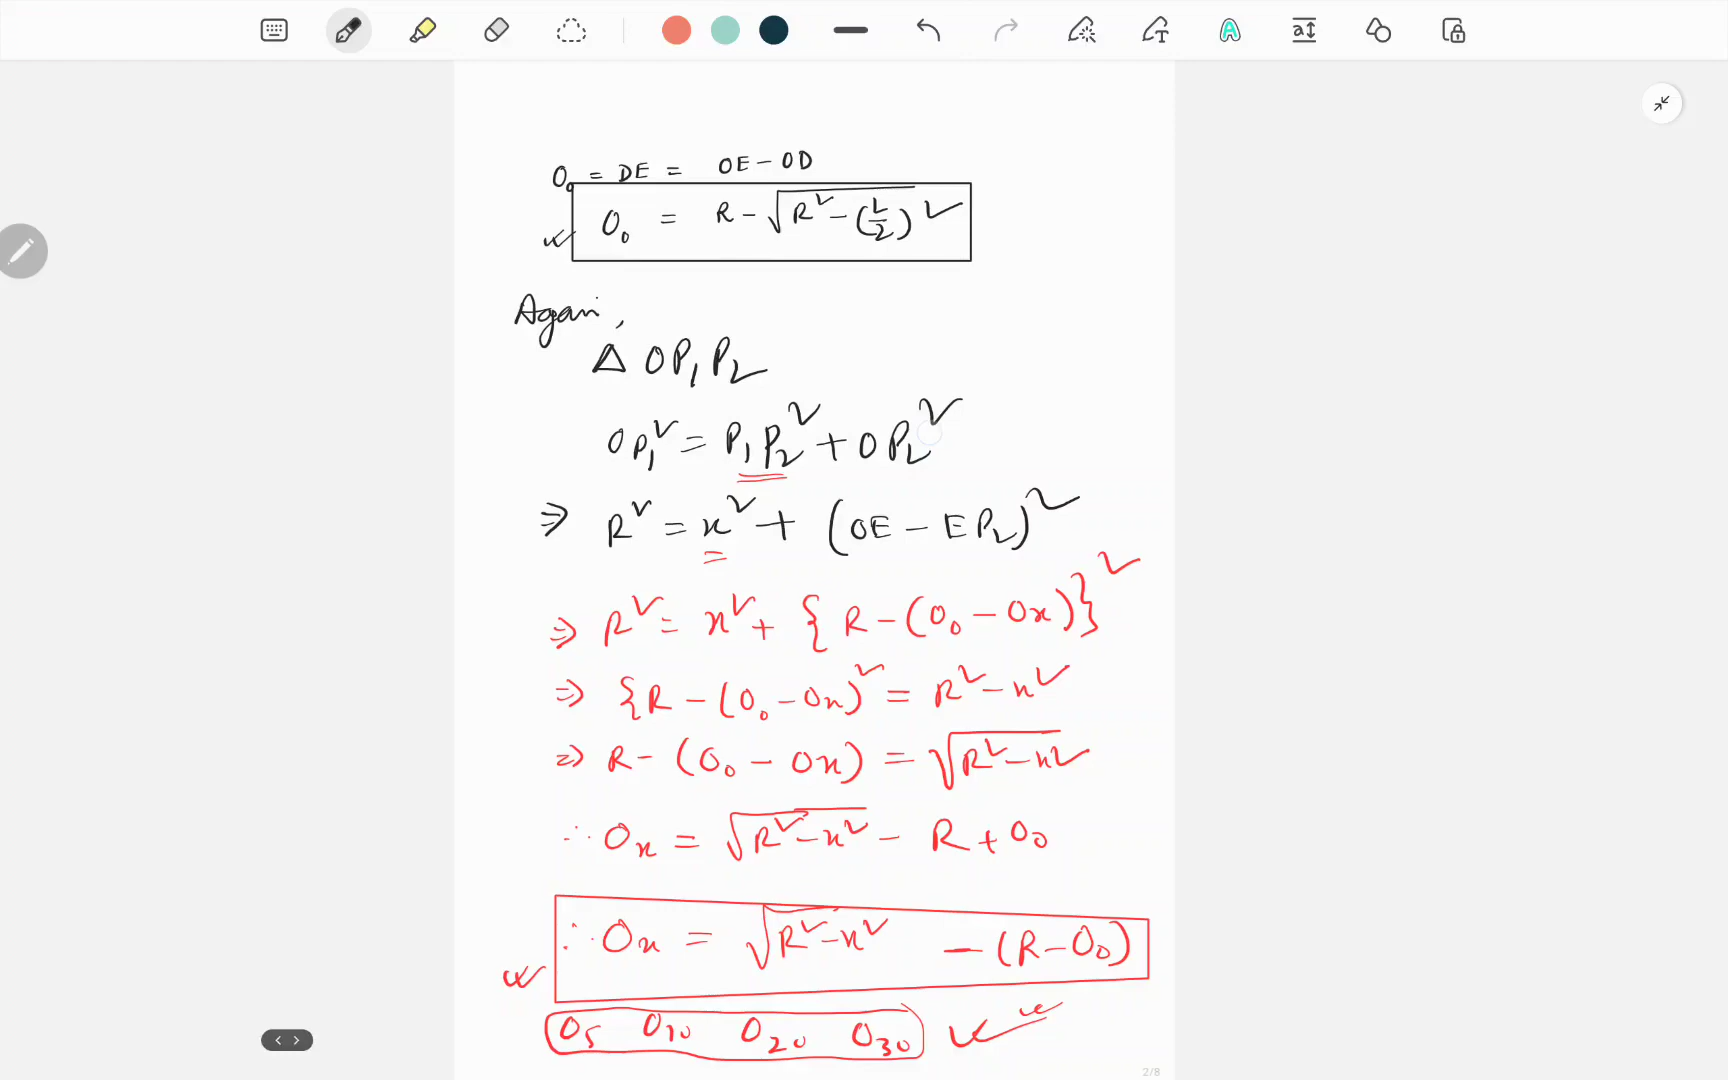 O₀ = DE = OE - OD
O₀ = R - √R² - (L/2)²
Again,
Δ OP₁P₂
OP₁² = P₁P₂² + OP₂²
⇒ R² = x² + (OE - EP₂)²
⇒ R² = x² + {R - (O₀ - Ox)}²
⇒ {R - (O₀ - Ox)² = R² - x²
⇒ R - (O₀ - Ox) = √R² - x²
∴ Oₓ = √R² - x² - R + O₀
∴ Oₓ = √R² - x² - (R - O₀)
O₅ O₁₀ O₂₀ O₃₀
2/8